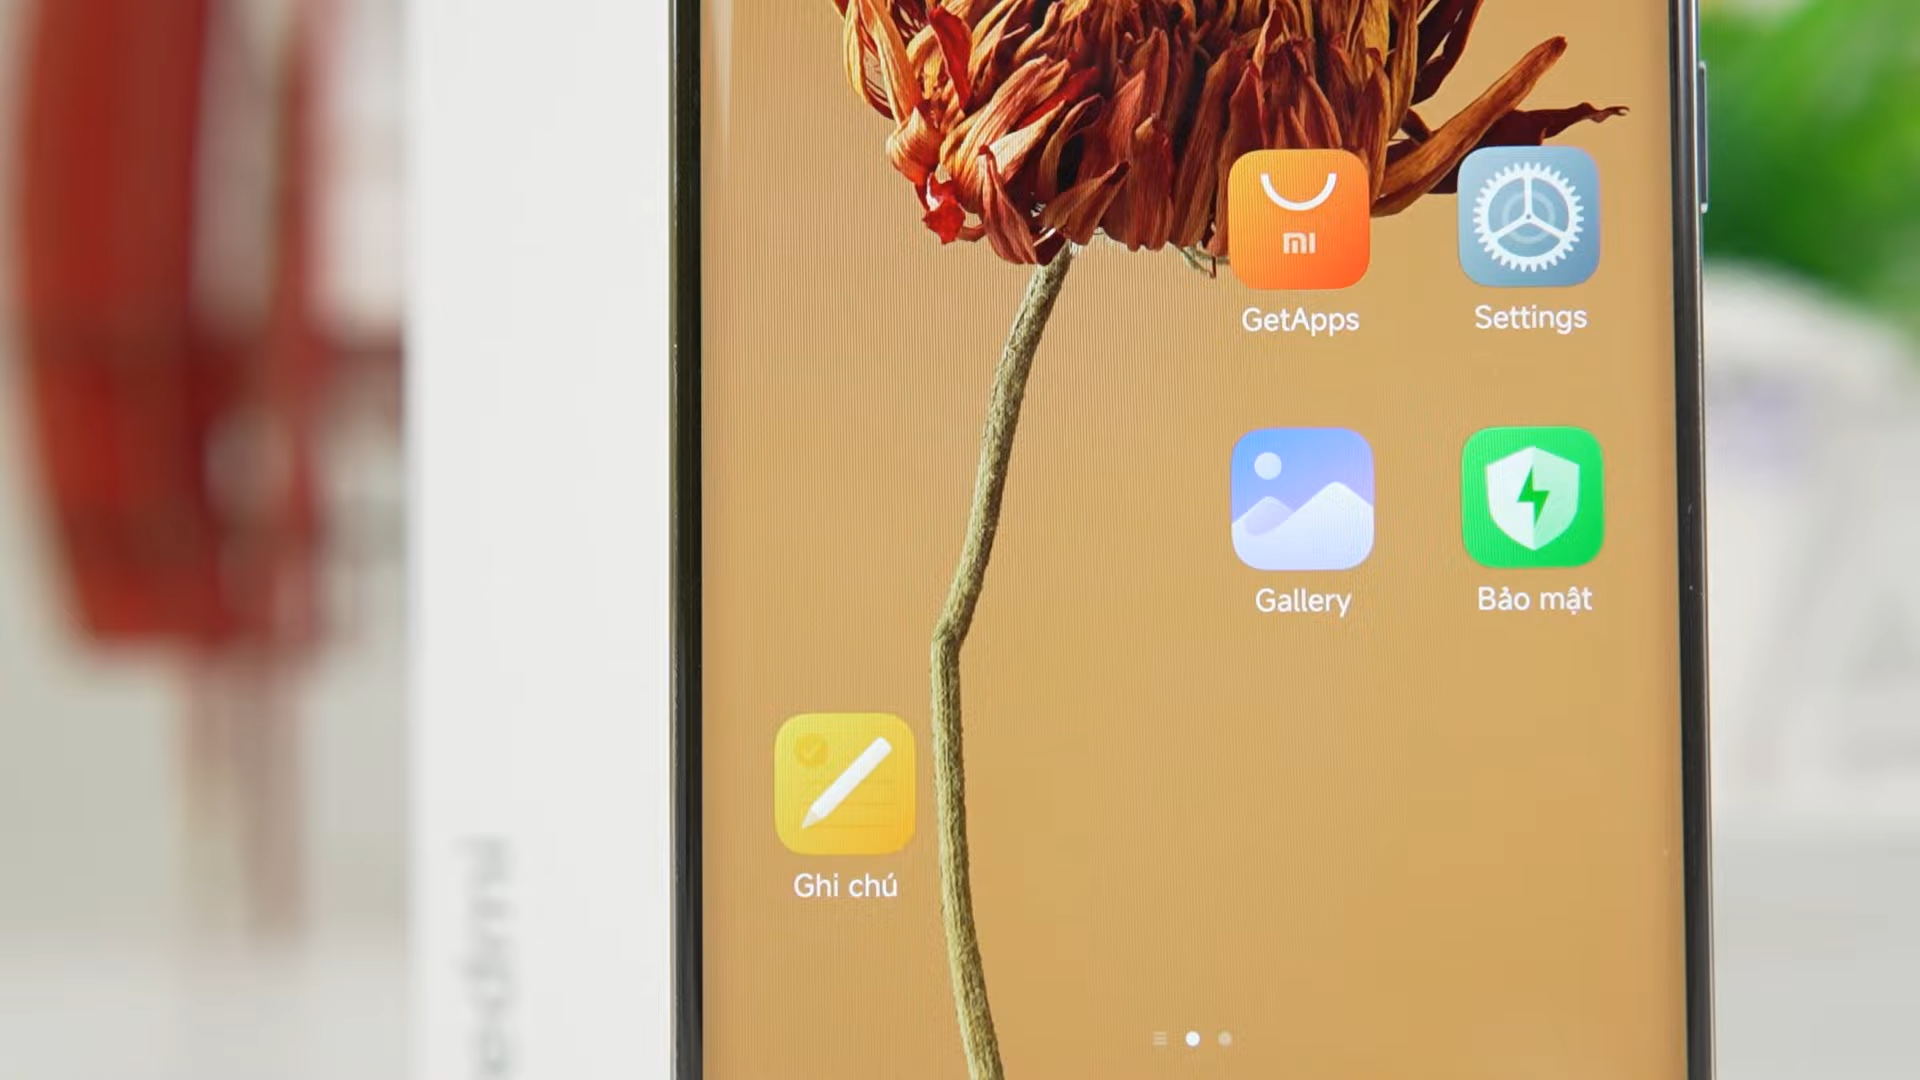 mi
GetApps
Settings
Gallery
Bảo mật
Ghi chú